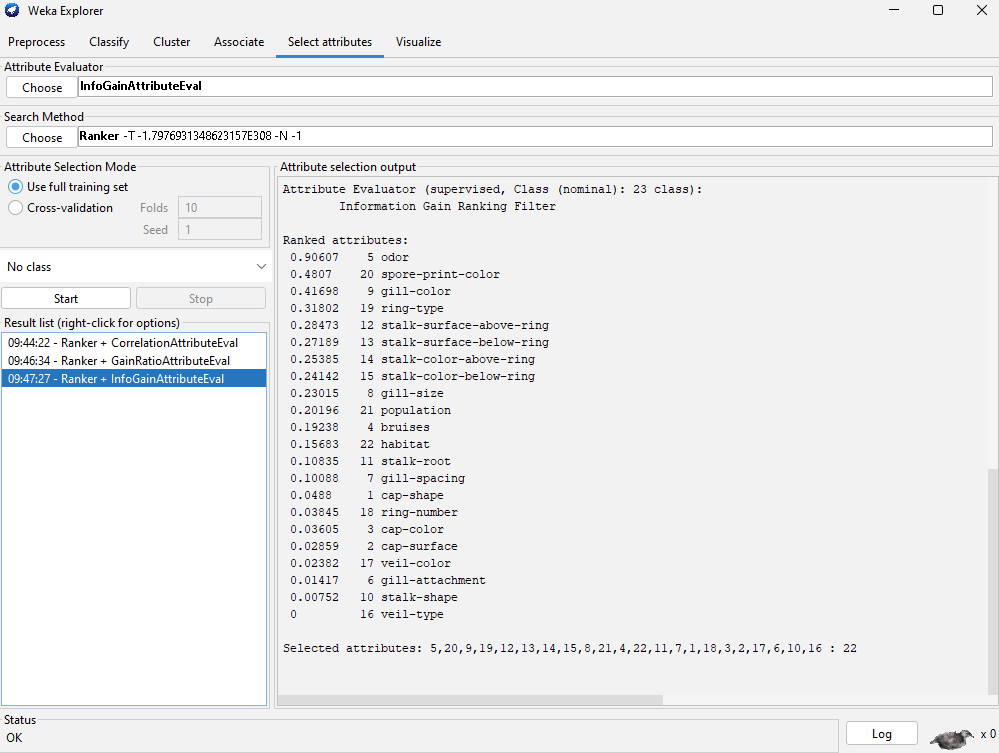 Weka Explorer
Preprocess Classify Cluster Associate Select attributes Visualize
Attribute Evaluator
Choose InfoGainAttributeEval
Search Method
Choose Ranker -T -1.7976931348623157E308 -N -1
Attribute Selection Mode
Use full training set
Cross-validation Folds 10
Seed 1
No class
Start Stop
Result list (right-click for options)
09:44:22 - Ranker + CorrelationAttributeEval
09:46:34 - Ranker + GainRatioAttributeEval
09:47:27 - Ranker + InfoGainAttributeEval
Attribute selection output
Attribute Evaluator (supervised, Class (nominal): 23 class):
Information Gain Ranking Filter
Ranked attributes:
0.90607 5 odor
0.4807 20 spore-print-color
0.41698 9 gill-color
0.31802 19 ring-type
0.28473 12 stalk-surface-above-ring
0.27189 13 stalk-surface-below-ring
0.25385 14 stalk-color-above-ring
0.24142 15 stalk-color-below-ring
0.23015 8 gill-size
0.20196 21 population
0.19238 4 bruises
0.15683 22 habitat
0.10835 11 stalk-root
0.10088 7 gill-spacing
0.0488 1 cap-shape
0.03845 18 ring-number
0.03605 3 cap-color
0.02859 2 cap-surface
0.02382 17 veil-color
0.01417 6 gill-attachment
0.00752 10 stalk-shape
0 16 veil-type
Selected attributes: 5,20,9,19,12,13,14,15,8,21,4,22,11,7,1,18,3,2,17,6,10,16 : 22
Status
OK
Log
x 0